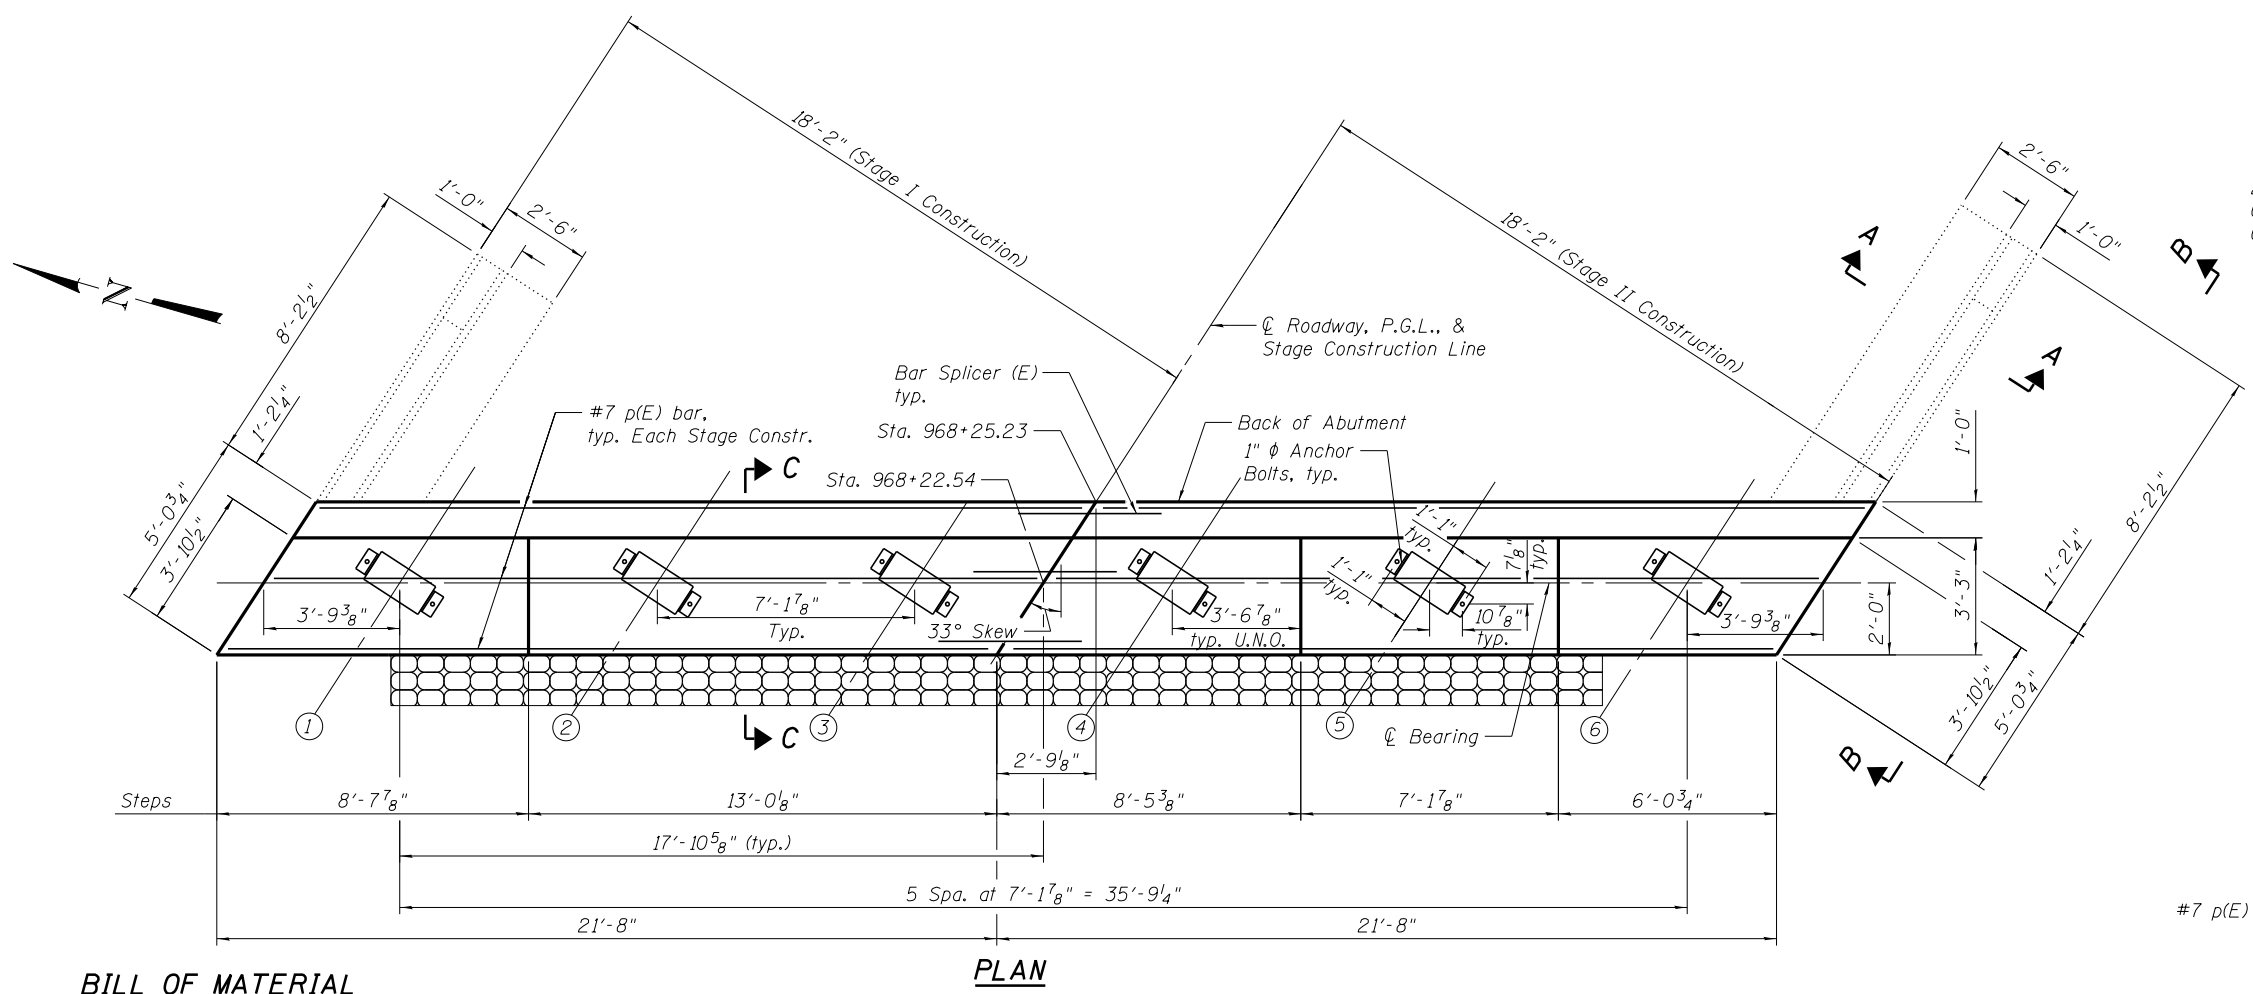 18'-2" (Stage I Construction)
18'-2" (Stage II Construction)
1'-0"
2'-6"
8'-2½"
1'-2¼"
5'-0¾"
3'-10½"
N
2'-6"
1'-0"
A
A
B
B
1'-0"
8'-2½"
1'-2¼"
3'-3"
2'-0"
3'-10½"
5'-0¾"
℄ Roadway, P.G.L., &
Stage Construction Line
Bar Splicer (E)
typ.
#7 p(E) bar,
typ. Each Stage Constr.
Sta. 968+25.23
Back of Abutment
1" ϕ Anchor
Bolts, typ.
C
Sta. 968+22.54
1'-1"
typ.
7⅛"
typ.
1'-1"
typ.
3'-9⅜"
7'-1⅞"
Typ.
33° Skew
3'-6⅞"
typ. U.N.O.
10⅞"
typ.
3'-9⅜"
1
2
3
4
5
6
C
℄ Bearing
2'-9⅛"
Steps
8'-7⅞"
13'-0⅛"
8'-5⅜"
7'-1⅞"
6'-0¾"
17'-10⅝" (typ.)
5 Spa. at 7'-1⅞" = 35'-9¼"
21'-8"
21'-8"
#7 p(E)
PLAN
BILL OF MATERIAL